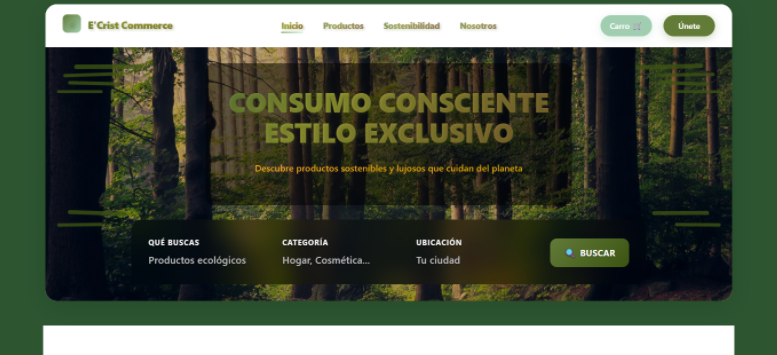 E'Crist Commerce
Inicio Productos Sostenibilidad Nosotros
Carro 🛒
Únete
CONSUMO CONSCIENTE
ESTILO EXCLUSIVO
Descubre productos sostenibles y lujosos que cuidan del planeta
QUÉ BUSCAS CATEGORÍA UBICACIÓN
Productos ecológicos Hogar, Cosmética... Tu ciudad
BUSCAR